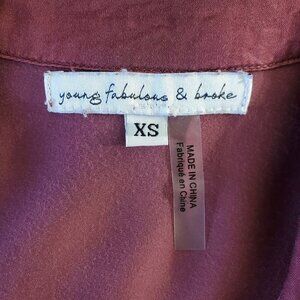 young fabulous & broke
XS
MADE IN CHINA
Fabriqué en Chine